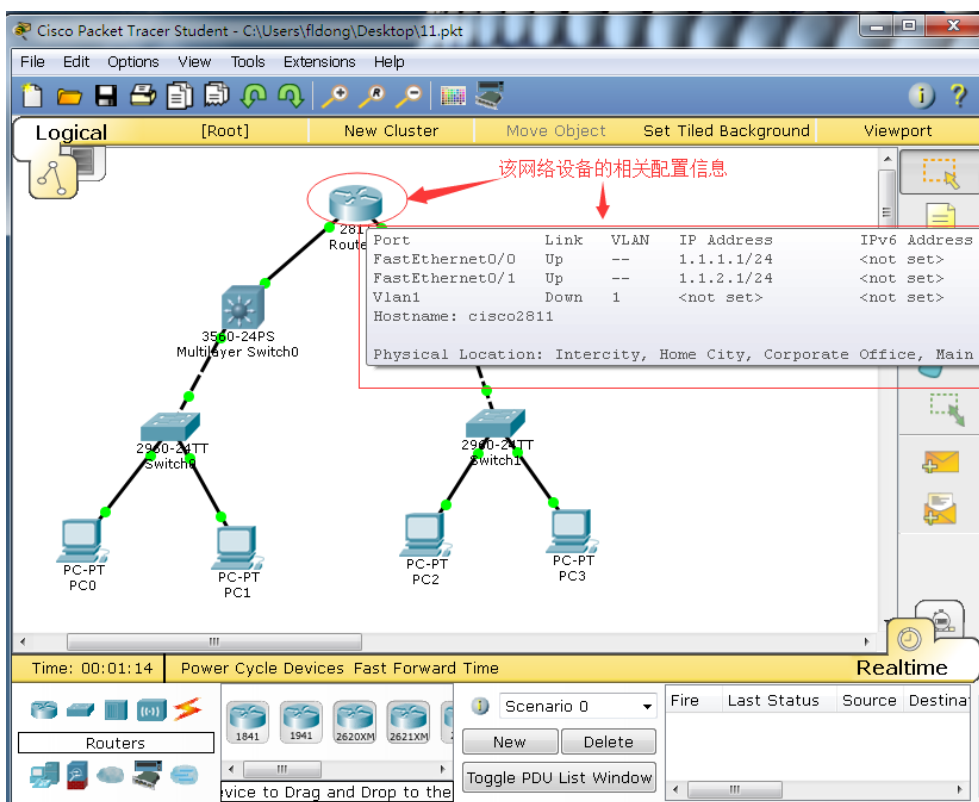 Cisco Packet Tracer Student - C:\Users\fldong\Desktop\11.pkt
File Edit Options View Tools Extensions Help
Logical [Root] New Cluster Move Object Set Tiled Background Viewport
该网络设备的相关配置信息
281
Route
Port Link VLAN IP Address IPv6 Address
FastEthernet0/0 Up -- 1.1.1.1/24 <not set>
FastEthernet0/1 Up -- 1.1.2.1/24 <not set>
Vlan1 Down 1 <not set> <not set>
Hostname: cisco2811
Physical Location: Intercity, Home City, Corporate Office, Main
3560-24PS
Multilayer Switch0
2960-24TT
Switch0
2960-24TT
Switch1
PC-PT
PC0
PC-PT
PC1
PC-PT
PC2
PC-PT
PC3
Time: 00:01:14 Power Cycle Devices Fast Forward Time Realtime
Routers
1841 1941 2620XM 2621XM
vice to Drag and Drop to the
Scenario 0
New Delete
Toggle PDU List Window
Fire Last Status Source Destina